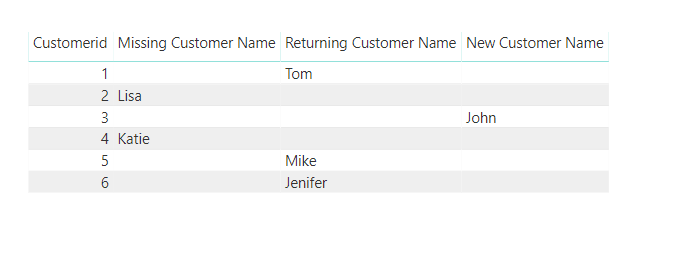 Customerid Missing Customer Name Returning Customer Name New Customer Name
1 Tom
2 Lisa
3 John
4 Katie
5 Mike
6 Jenifer